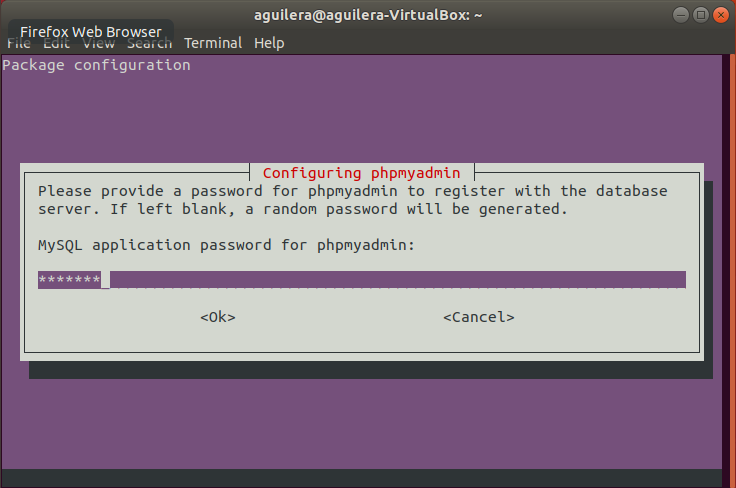 aguilera@aguilera-VirtualBox: ~
Firefox Web Browser
File Edit View Search Terminal Help
Package configuration
Configuring phpmyadmin
Please provide a password for phpmyadmin to register with the database
server. If left blank, a random password will be generated.
MySQL application password for phpmyadmin:
*******_
<Ok> <Cancel>